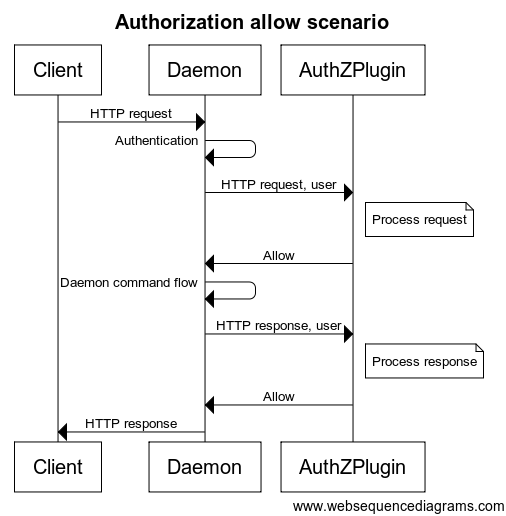 Authorization allow scenario
Client Daemon AuthZPlugin
HTTP request
Authentication
HTTP request, user
Process request
Allow
Daemon command flow
HTTP response, user
Process response
Allow
HTTP response
Client Daemon AuthZPlugin
www.websequencediagrams.com